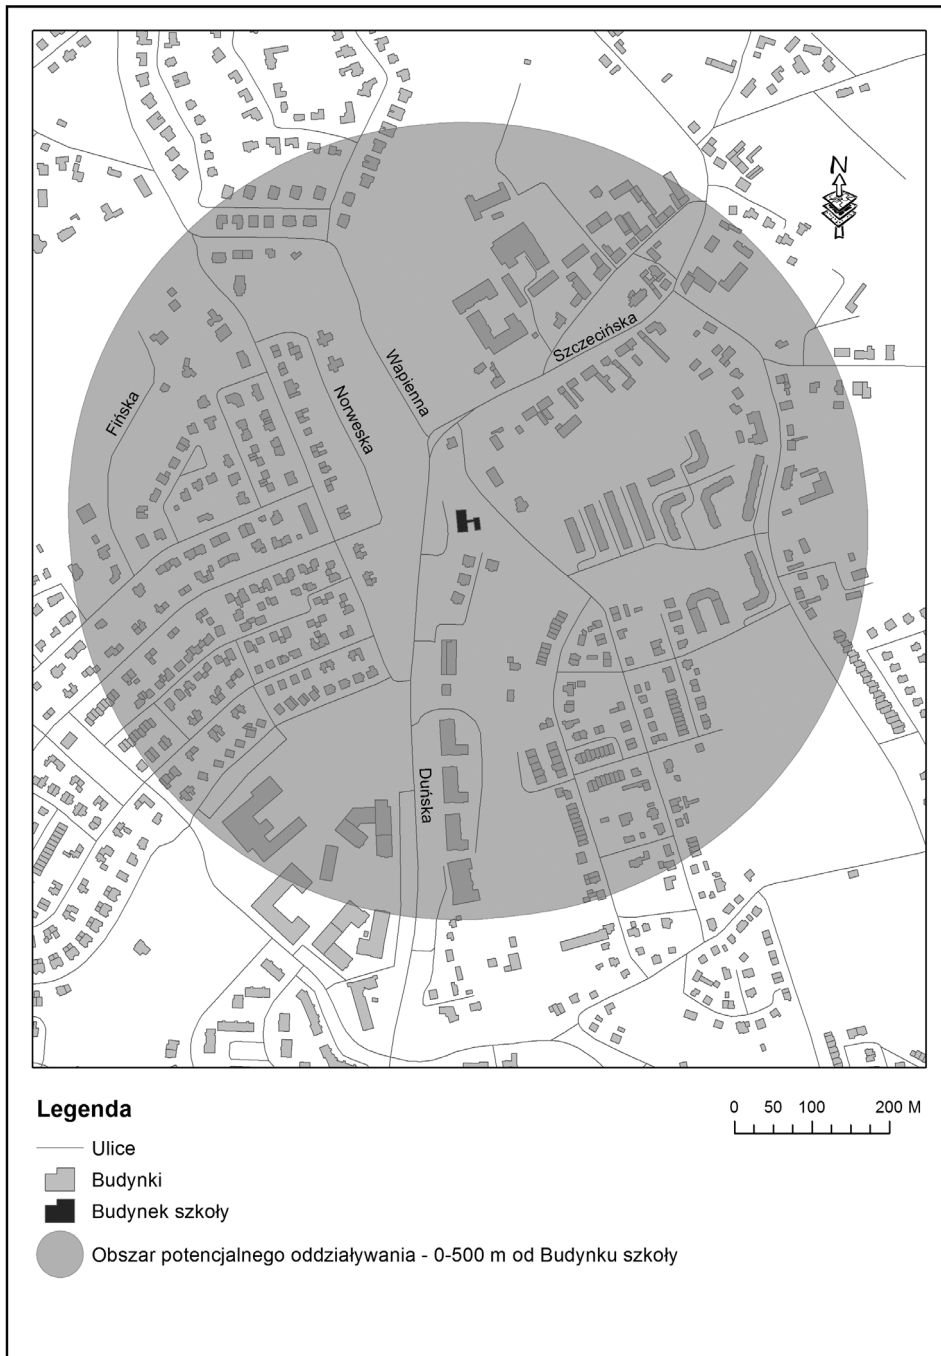 N
Szczecińska
Wapienna
Norweska
Fińska
Duńska
Legenda
0 50 100 200 M
Ulice
Budynki
Budynek szkoły
Obszar potencjalnego oddziaływania - 0-500 m od Budynku szkoły